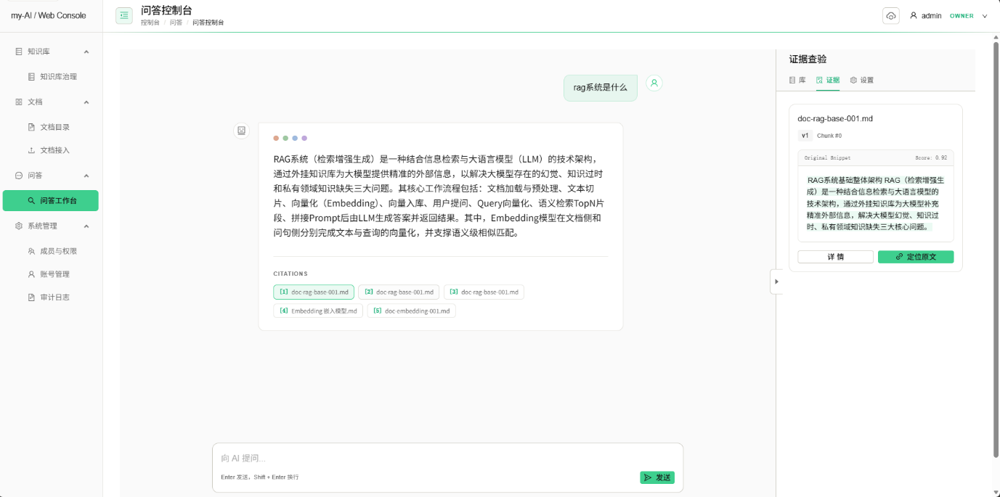 my-AI / Web Console
问答控制台
控制台 / 问答 / 问答控制台
admin OWNER
知识库
知识库治理
文档
文档目录
文档接入
问答
问答工作台
系统管理
成员与权限
账号管理
审计日志
rag系统是什么
RAG系统（检索增强生成）是一种结合信息检索与大语言模型（LLM）的技术架构，
通过外挂知识库为大模型提供精准的外部信息，以解决大模型存在的幻觉、知识过时
和私有领域知识缺失三大问题。其核心工作流程包括：文档加载与预处理、文本切
片、向量化（Embedding）、向量入库、用户提问、Query向量化、语义检索TopN片
段、拼接Prompt后由LLM生成答案并返回结果。其中，Embedding模型在文档侧和
问句侧分别完成文本与查询的向量化，并支撑语义级相似匹配。
CITATIONS
[1] doc-rag-base-001.md [2] doc-rag-base-001.md [3] doc-rag-base-001.md
[4] Embedding 嵌入模型.md [5] doc-embedding-001.md
向 AI 提问...
Enter 发送，Shift + Enter 换行
发送
证据查验
库 证据 设置
doc-rag-base-001.md
v1 Chunk #0
Original Snippet Score: 0.92
RAG系统基础整体架构 RAG（检索增强生
成）是一种结合信息检索与大语言模型的
技术架构，通过外挂知识库为大模型补充
精准外部信息，解决大模型幻觉、知识过
时、私有领域知识缺失三大核心问题。
详 情
定位原文